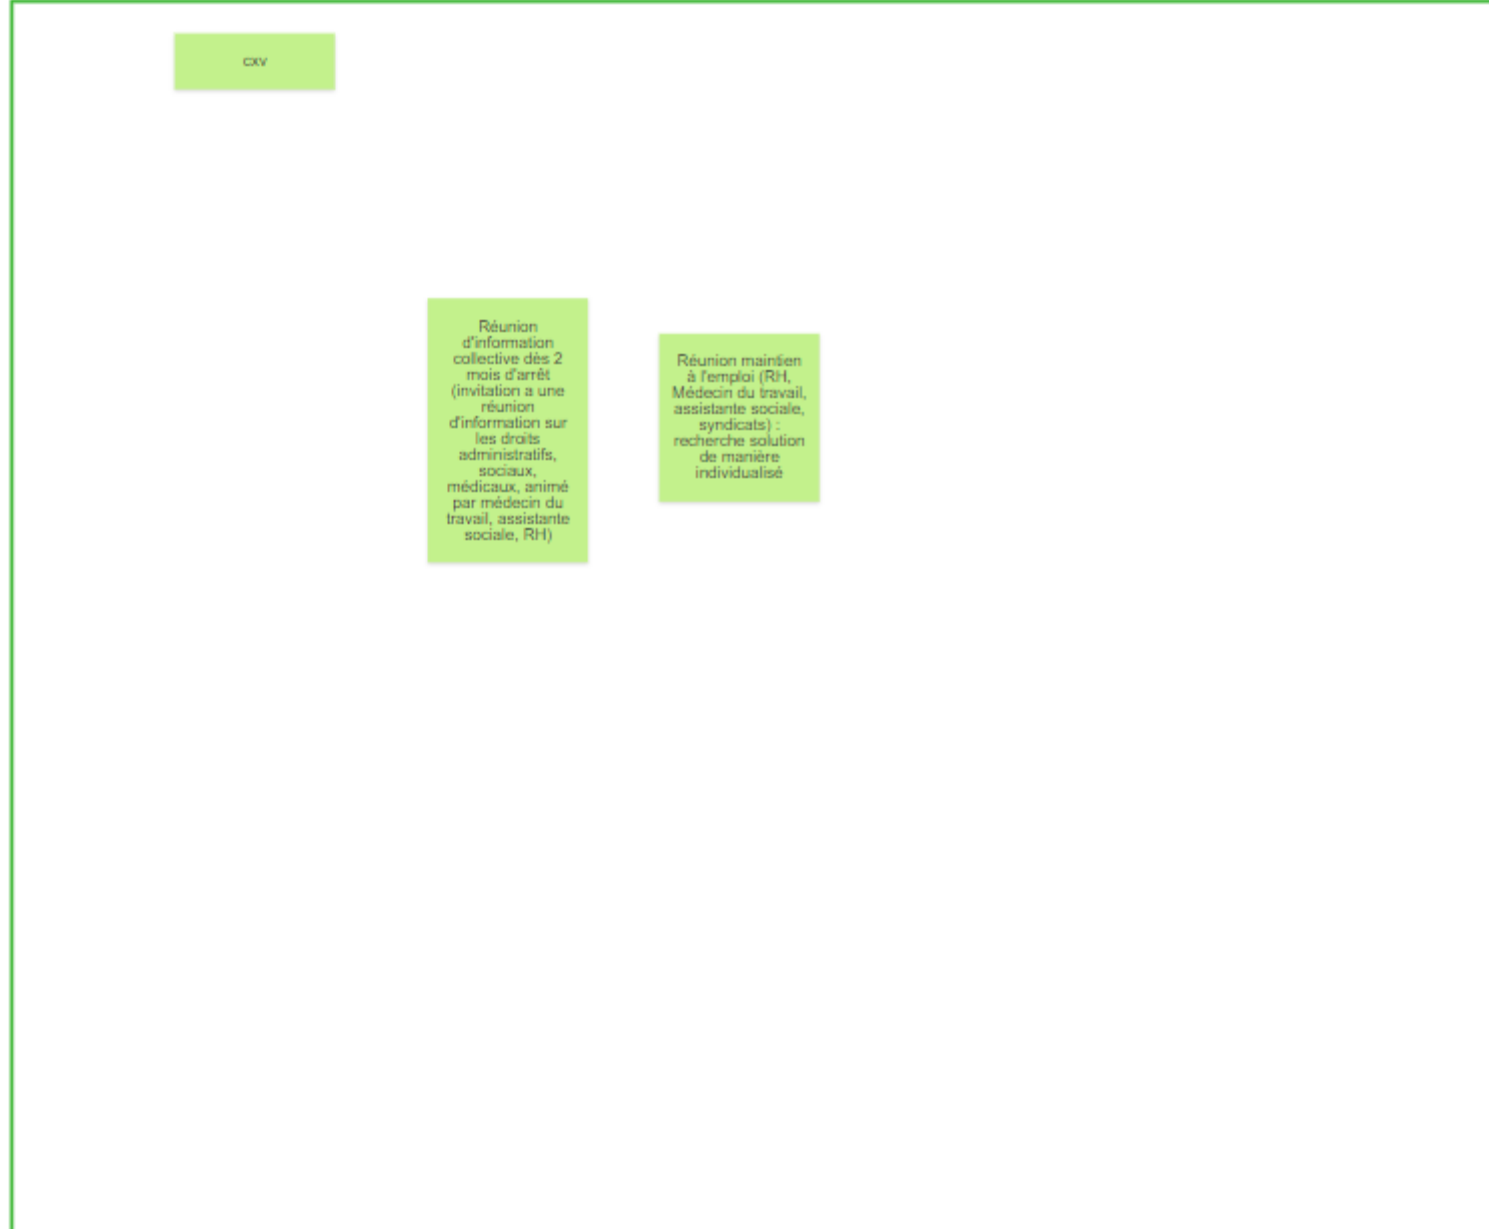 cxv
Réunion
d'information
collective dès 2
mois d'arrêt
(invitation a une
réunion
d'information sur
les droits
administratifs,
sociaux,
médicaux, animé
par médecin du
travail, assistante
sociale, RH)
Réunion maintien
à l'emploi (RH,
Médecin du travail,
assistante sociale,
syndicats) :
recherche solution
de manière
individualisé